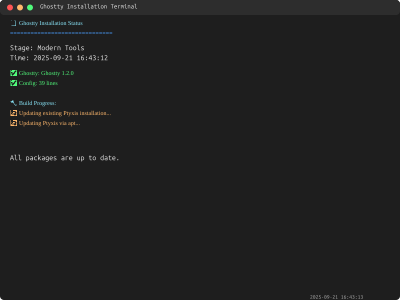 Ghostty Installation Terminal
Ghostty Installation Status
==============================
Stage: Modern Tools
Time: 2025-09-21 16:43:12
✅ Ghostty: Ghostty 1.2.0
✅ Config: 39 lines
🔨 Build Progress:
🔄 Updating existing Ptyxis installation...
🔄 Updating Ptyxis via apt...
All packages are up to date.
2025-09-21 16:43:13